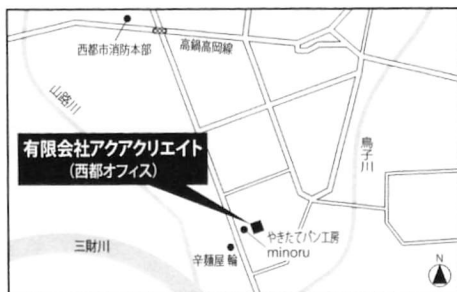 西都市消防本部
高鍋高岡線
山路川
有限会社アクアクリエイト
(西都オフィス)
鳥子川
やきたてパン工房
minoru
三財川
辛麺屋 輪
N